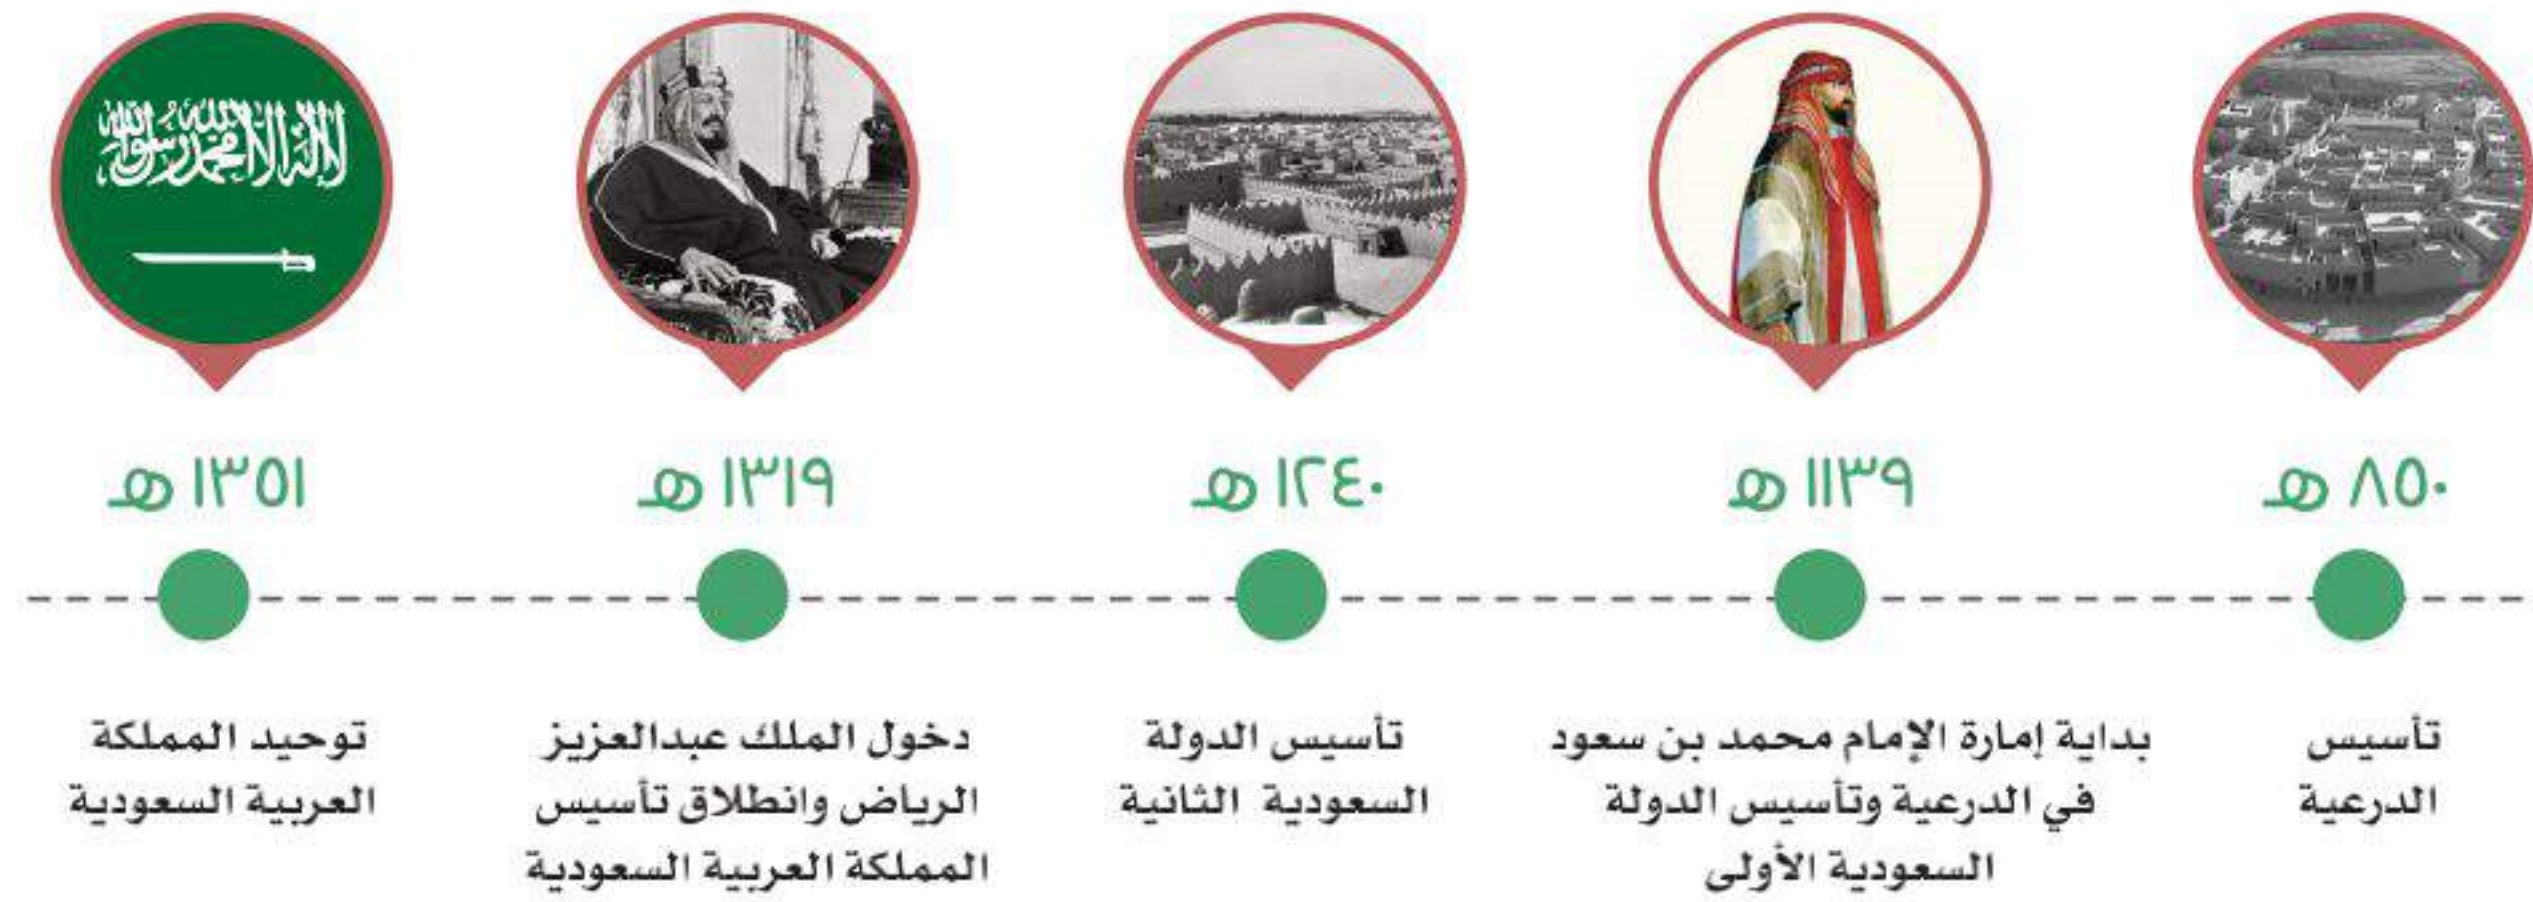 لا إله إلا الله محمد رسول الله
٨٥٠ هـ
تأسيس
الدرعية
١١٣٩ هـ
بداية إمارة الإمام محمد بن سعود
في الدرعية وتأسيس الدولة
السعودية الأولى
١٢٤٠ هـ
تأسيس الدولة
السعودية الثانية
١٣١٩ هـ
دخول الملك عبدالعزيز
الرياض وانطلاق تأسيس
المملكة العربية السعودية
١٣٥١ هـ
توحيد المملكة
العربية السعودية